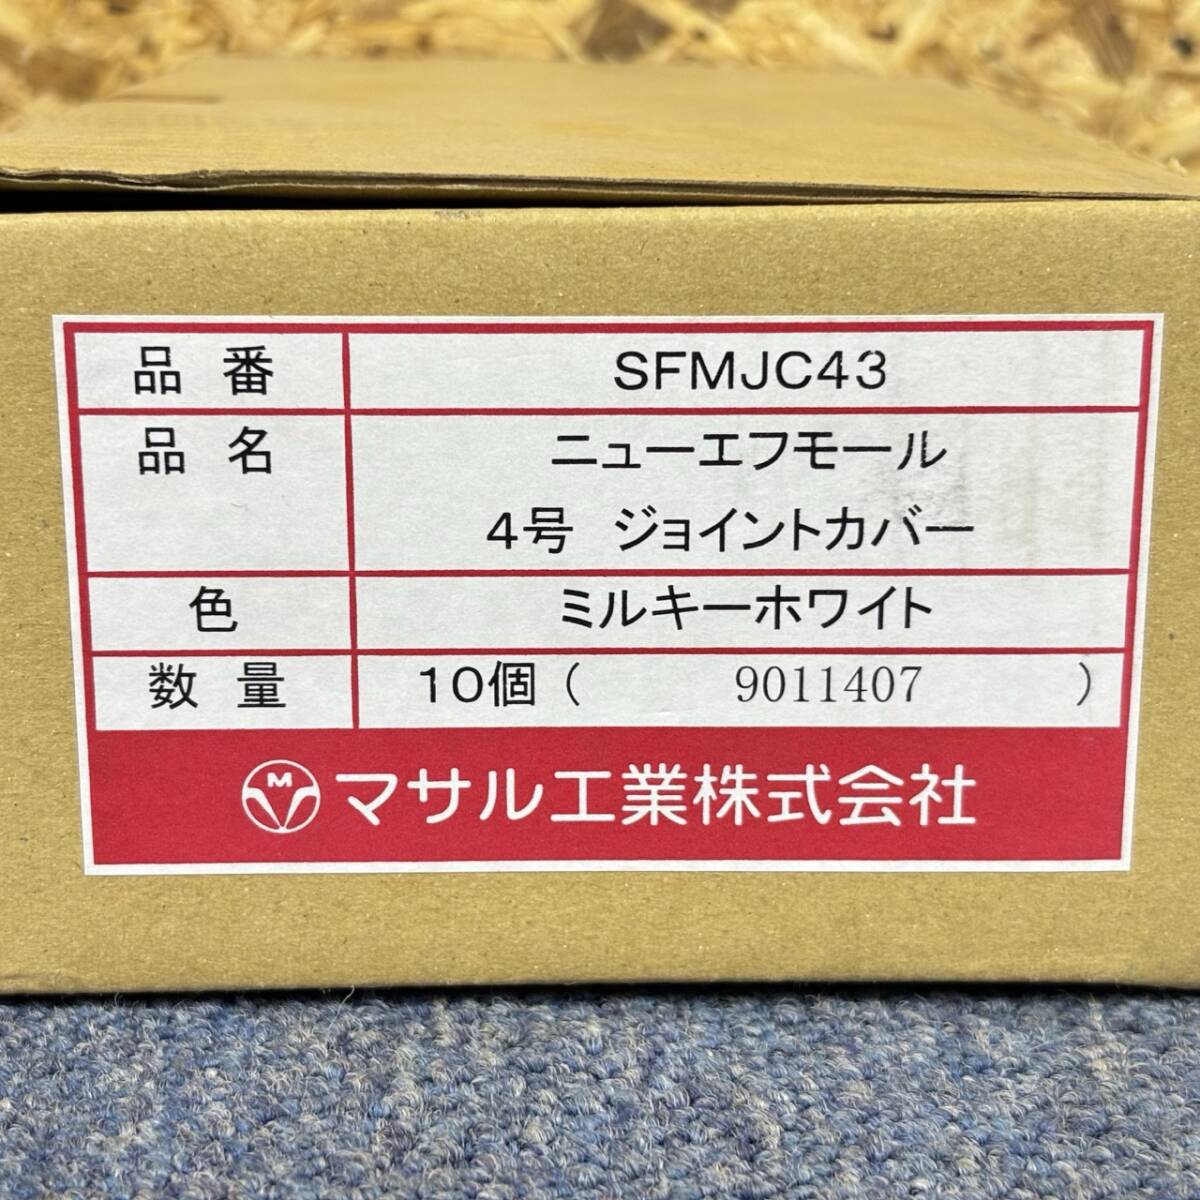 品番 SFMJC43
品名 ニューエフモール
4号 ジョイントカバー
色 ミルキーホワイト
数量 10個( 9011407 )
M マサル工業株式会社